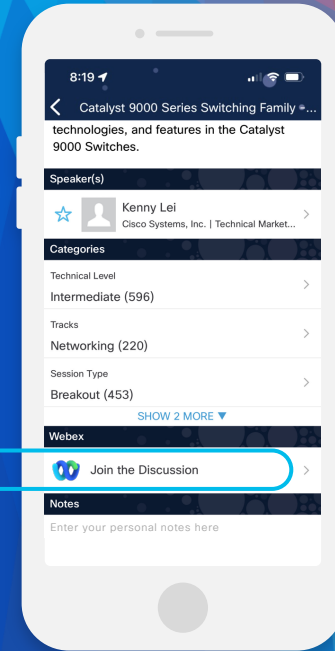 8:19
Catalyst 9000 Series Switching Family ...
technologies, and features in the Catalyst
9000 Switches.
Speaker(s)
Kenny Lei
Cisco Systems, Inc. | Technical Market...
Categories
Technical Level
Intermediate (596)
Tracks
Networking (220)
Session Type
Breakout (453)
SHOW 2 MORE ▼
Webex
Join the Discussion
Notes
Enter your personal notes here